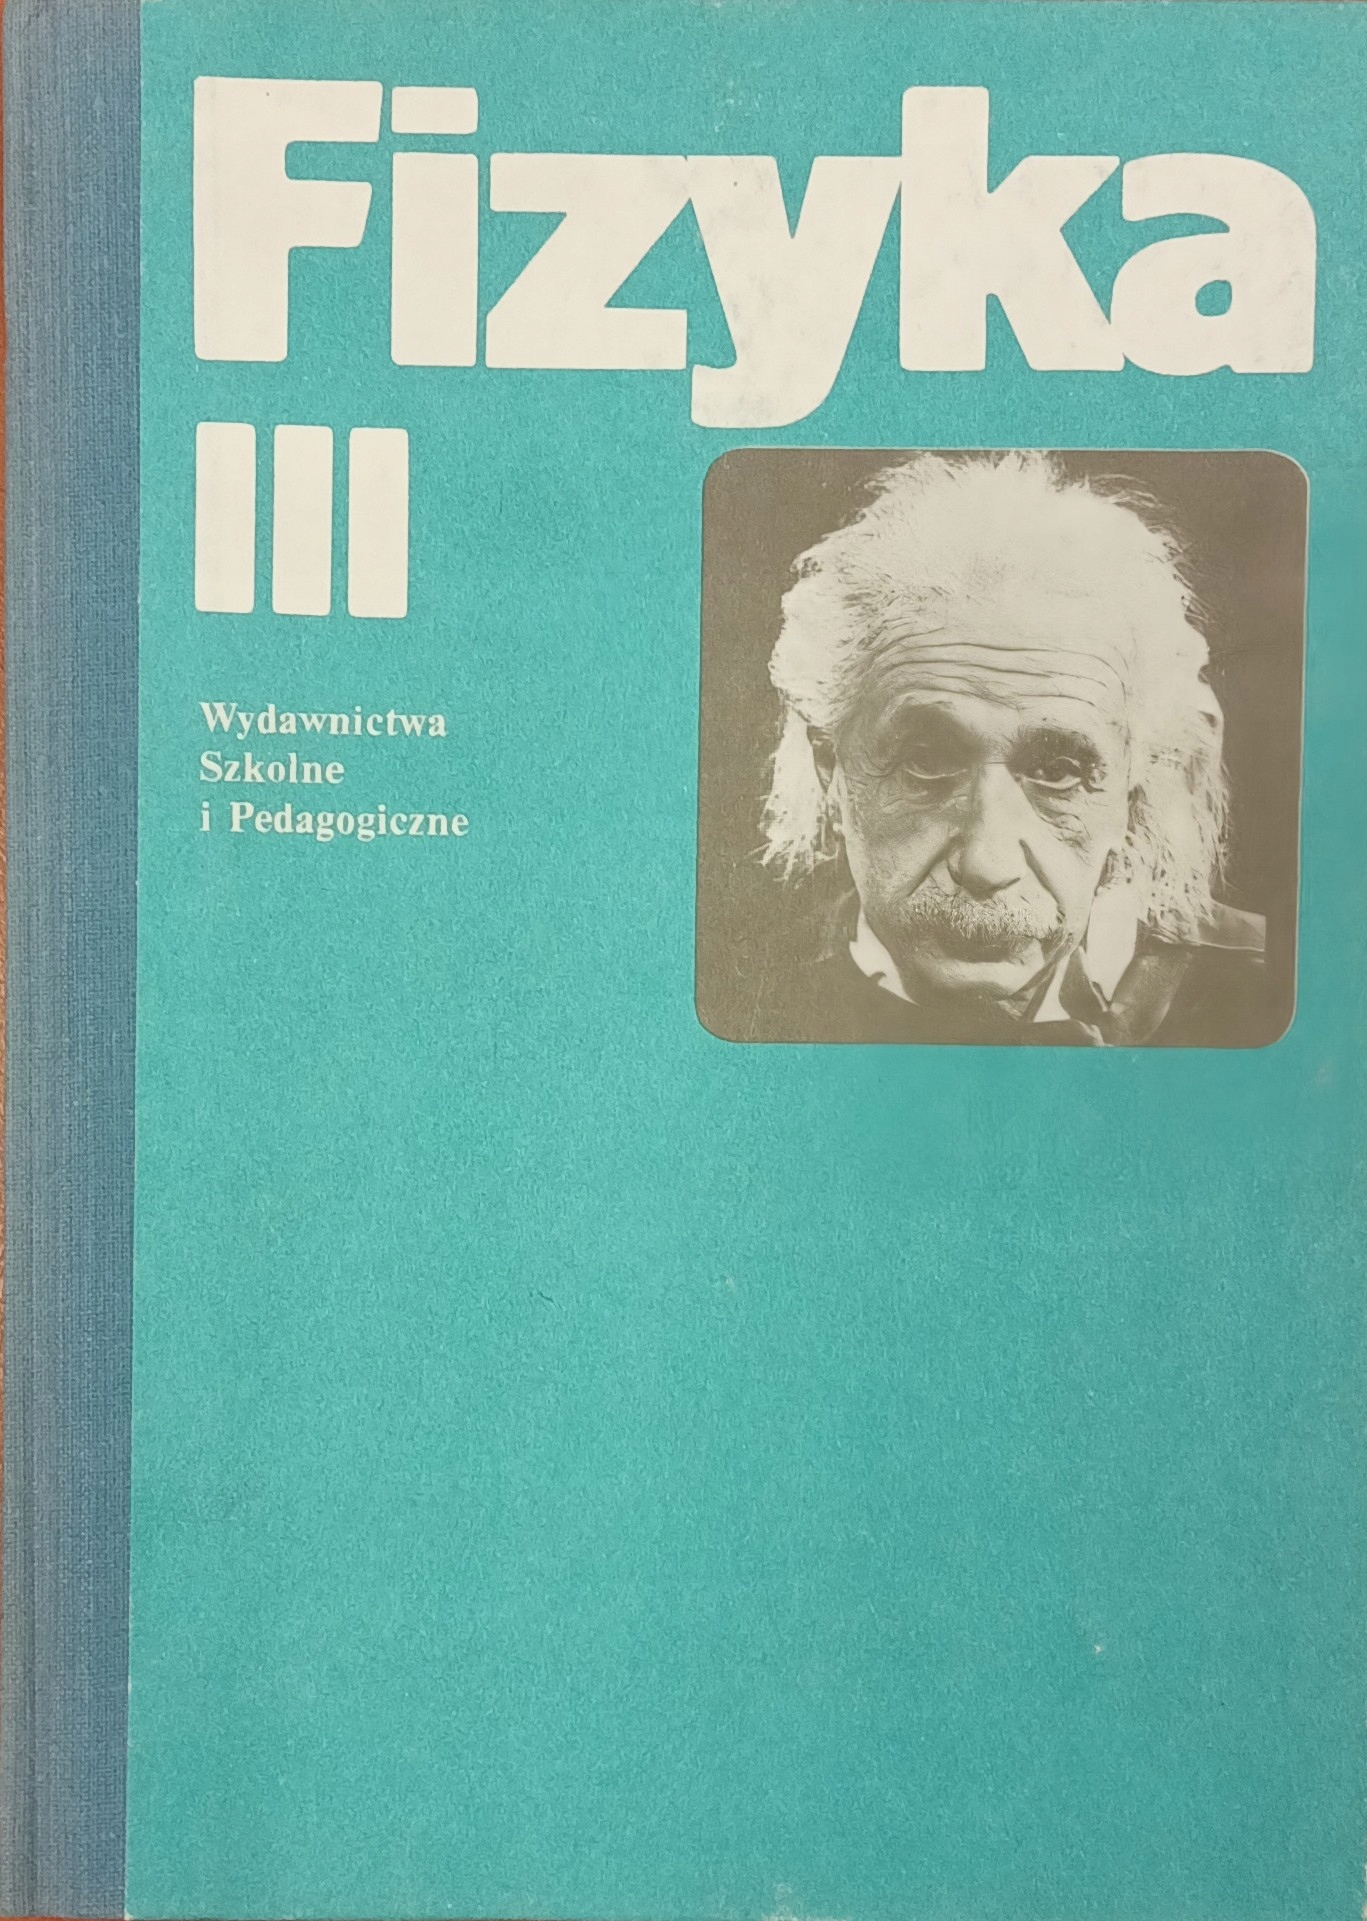 Fizyka
III
Wydawnictwa
Szkolne
i Pedagogiczne